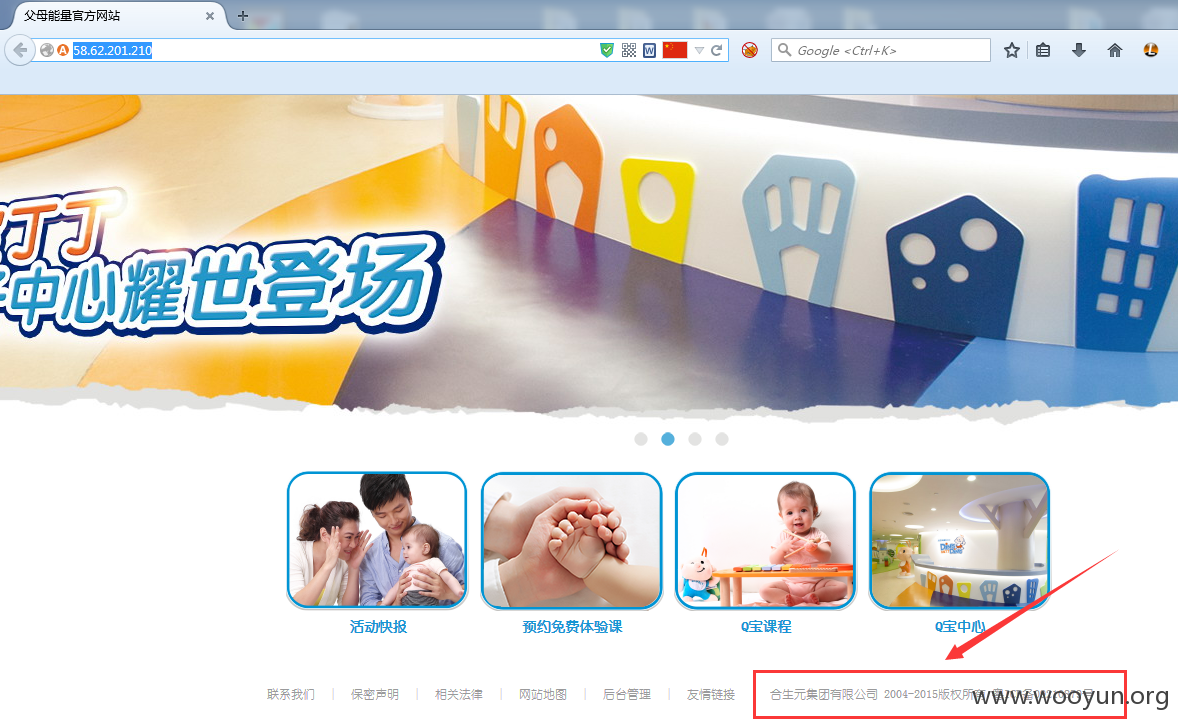 父母能量官方网站
58.62.201.210
Google <Ctrl+K>
丁丁
中心耀世登场
活动快报
预约免费体验课
Q宝课程
Q宝中心
联系我们 | 保密声明 | 相关法律 | 网站地图 | 后台管理 | 友情链接
合生元集团有限公司 2004-2015版权所
www.wooyun.org